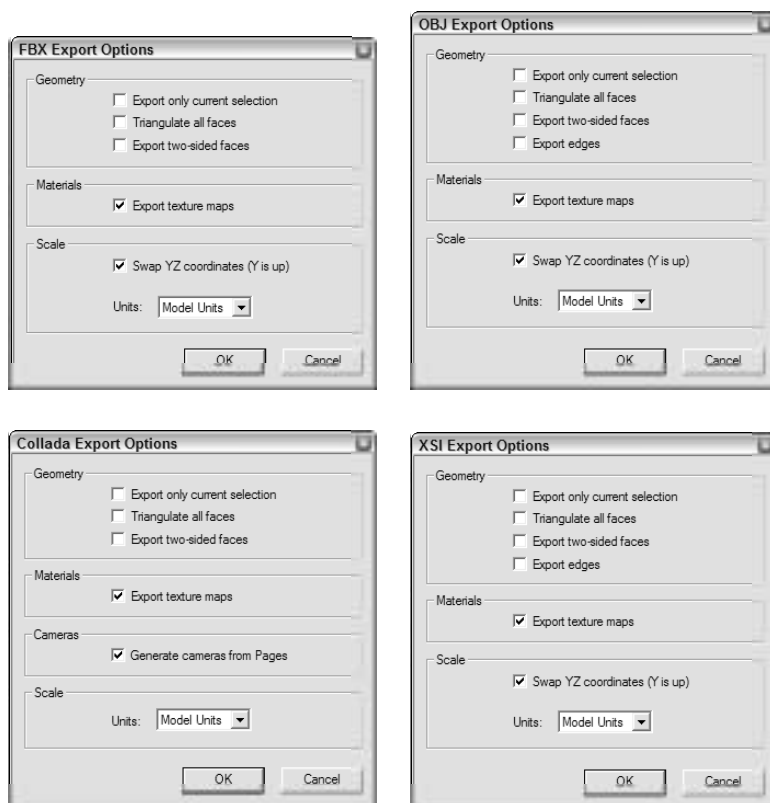 FBX Export Options
Geometry
Export only current selection
Triangulate all faces
Export two-sided faces
Materials
Export texture maps
Scale
Swap YZ coordinates (Y is up)
Units: Model Units
OK Cancel
OBJ Export Options
Geometry
Export only current selection
Triangulate all faces
Export two-sided faces
Export edges
Materials
Export texture maps
Scale
Swap YZ coordinates (Y is up)
Units: Model Units
OK Cancel
Collada Export Options
Geometry
Export only current selection
Triangulate all faces
Export two-sided faces
Materials
Export texture maps
Cameras
Generate cameras from Pages
Scale
Units: Model Units
OK Cancel
XSI Export Options
Geometry
Export only current selection
Triangulate all faces
Export two-sided faces
Export edges
Materials
Export texture maps
Scale
Swap YZ coordinates (Y is up)
Units: Model Units
OK Cancel